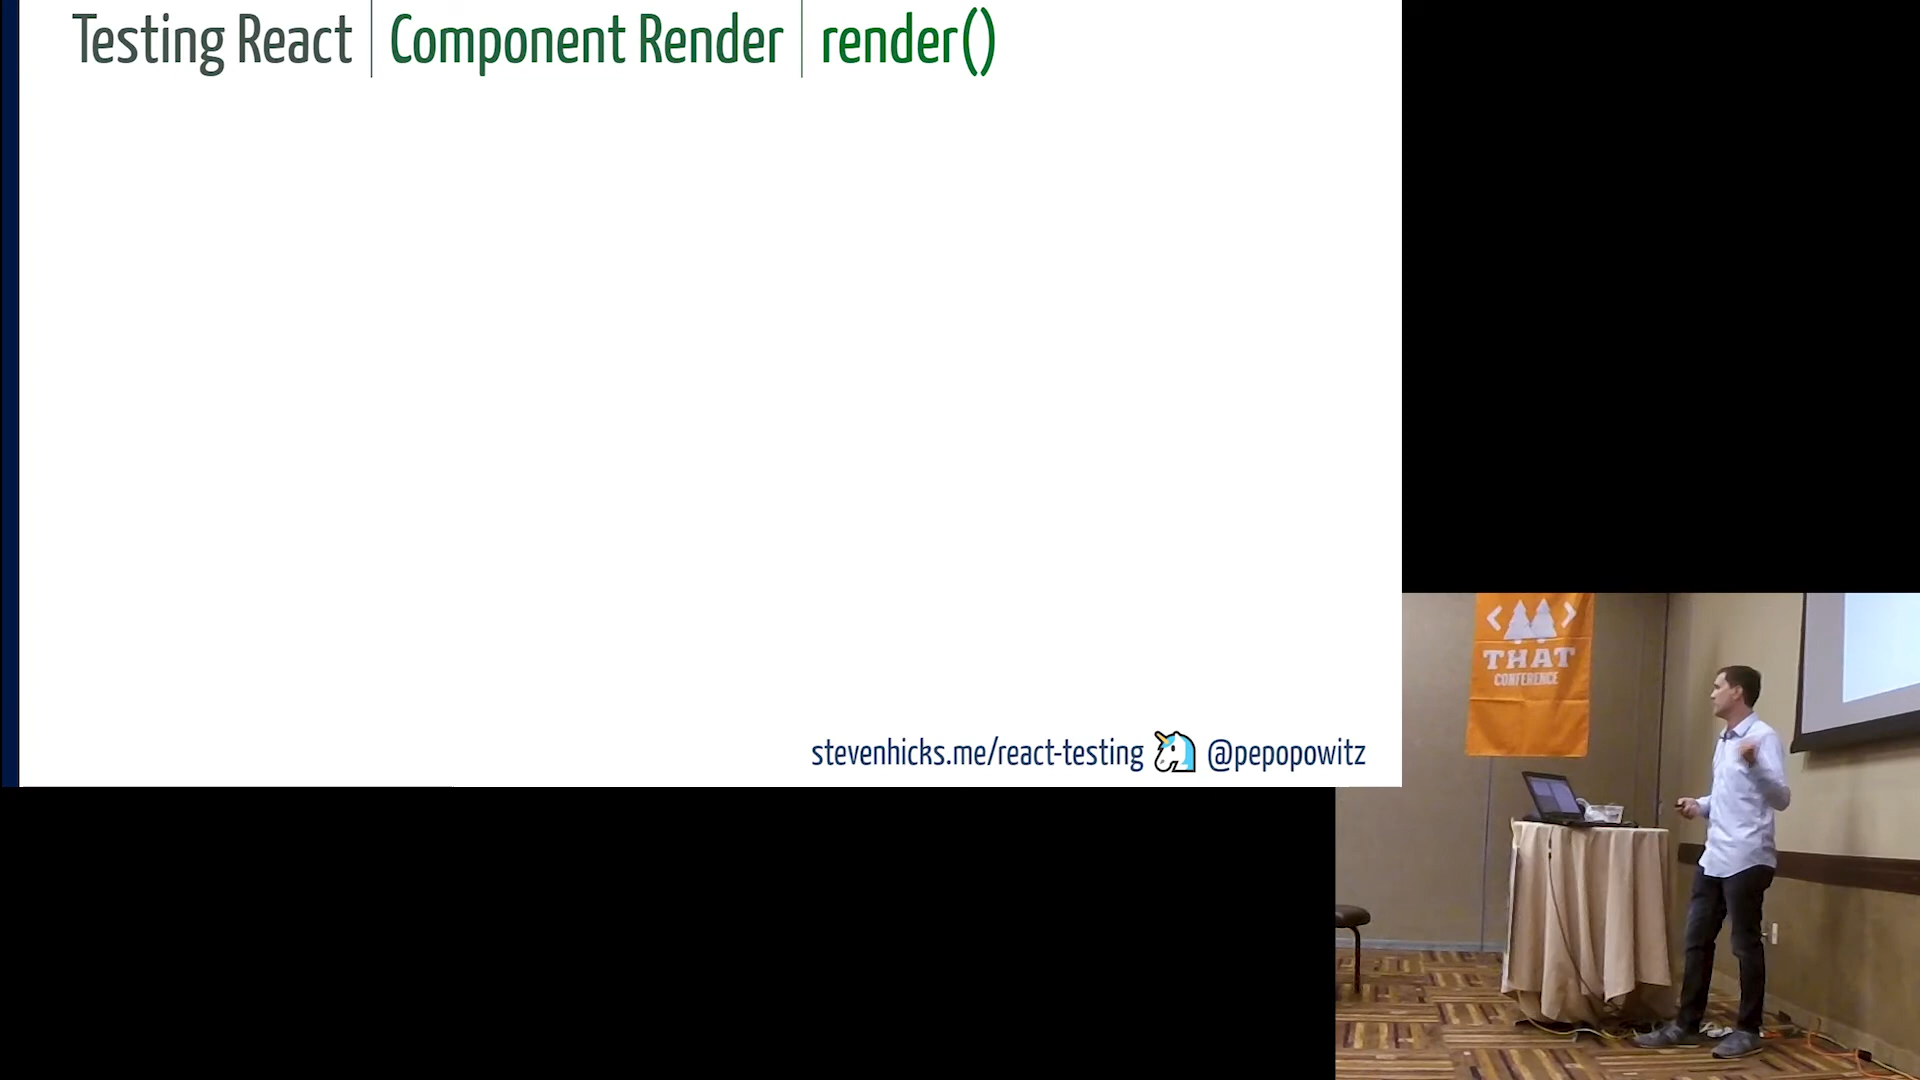 Testing React | Component Render | render()
stevenhicks.me/react-testing @pepopowitz
< >
THAT
CONFERENCE